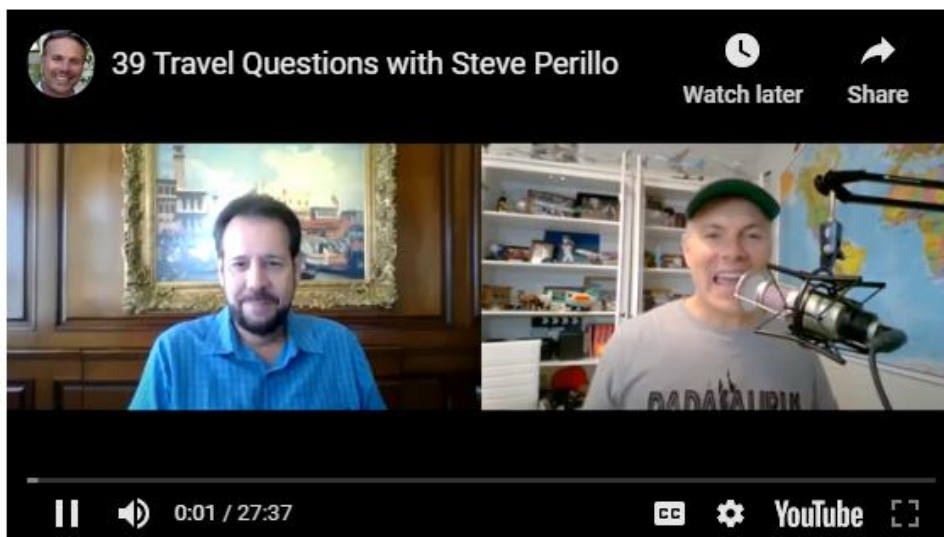 39 Travel Questions with Steve Perillo
Watch later
Share
0:01 / 27:37
CC
YouTube